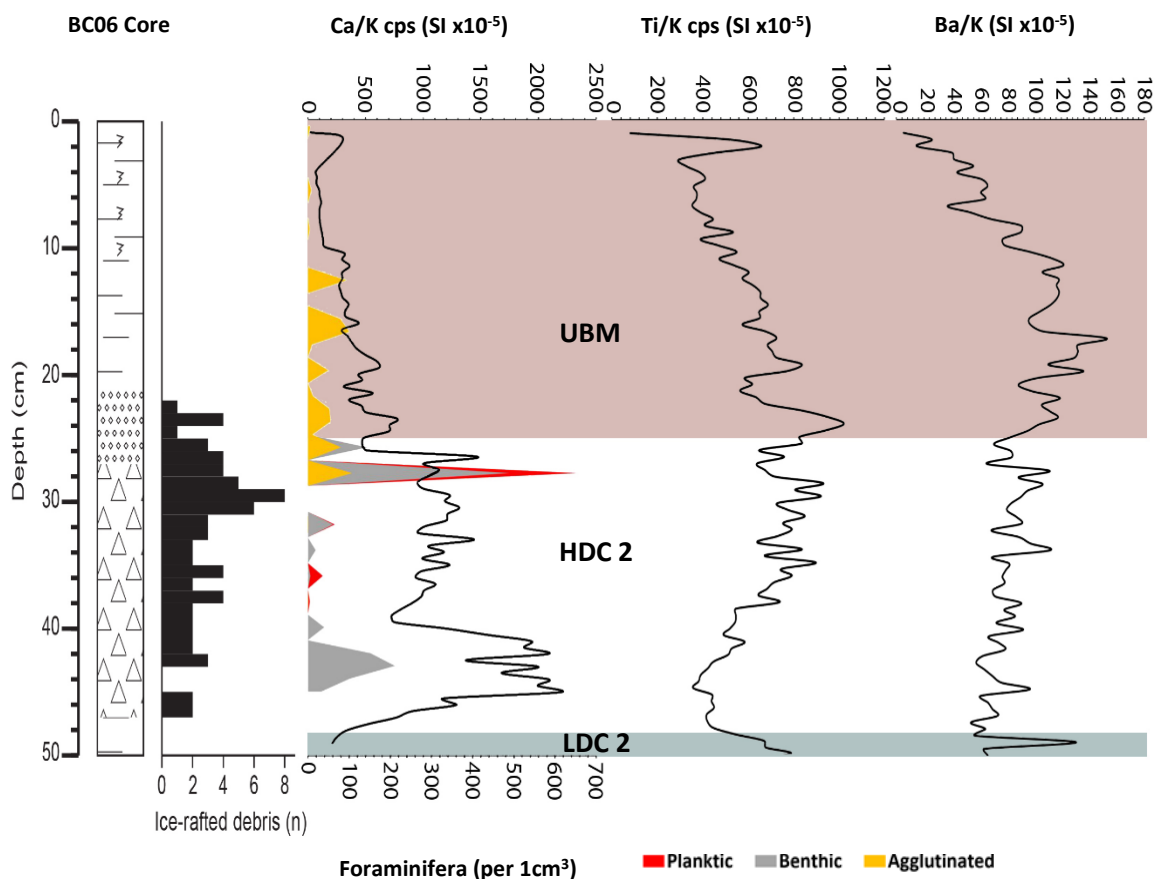 BC06 Core
Ca/K cps (SI x10⁻⁵)
Ti/K cps (SI x10⁻⁵)
Ba/K (SI x10⁻⁵)
0 500 1000 1500 2000 2500
0 200 400 600 800 1000 1200
0 20 40 60 80 100 120 140 160 180
0
10
20
30
40
50
Depth (cm)
UBM
HDC 2
LDC 2
0 2 4 6 8
Ice-rafted debris (n)
0 100 200 300 400 500 600 700
Foraminifera (per 1cm³)
Planktic Benthic Agglutinated